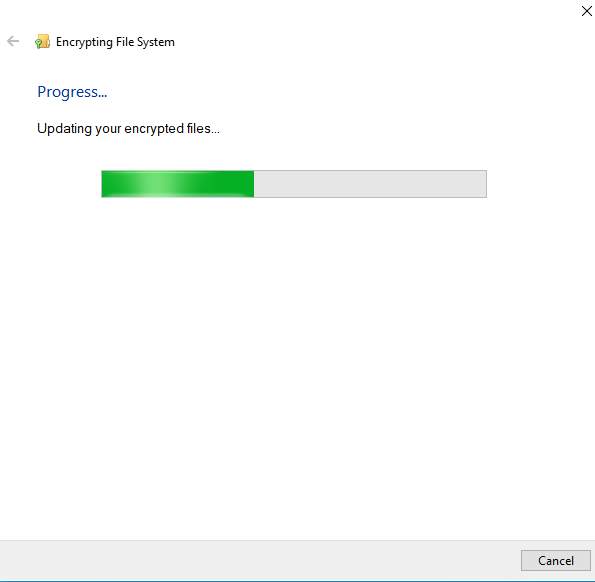 Encrypting File System
Progress...
Updating your encrypted files...
Cancel